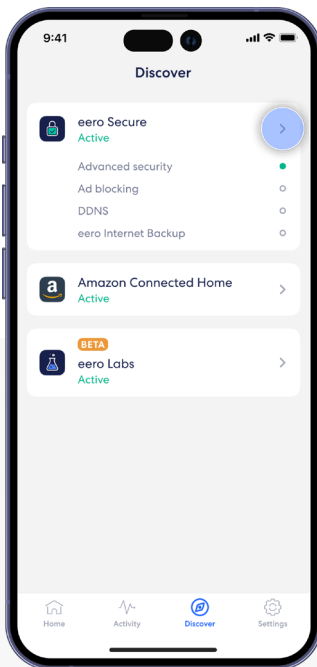 9:41
Discover
eero Secure
Active
Advanced security
Ad blocking
DDNS
eero Internet Backup
a
Amazon Connected Home
Active
BETA
eero Labs
Active
Home
Activity
Discover
Settings